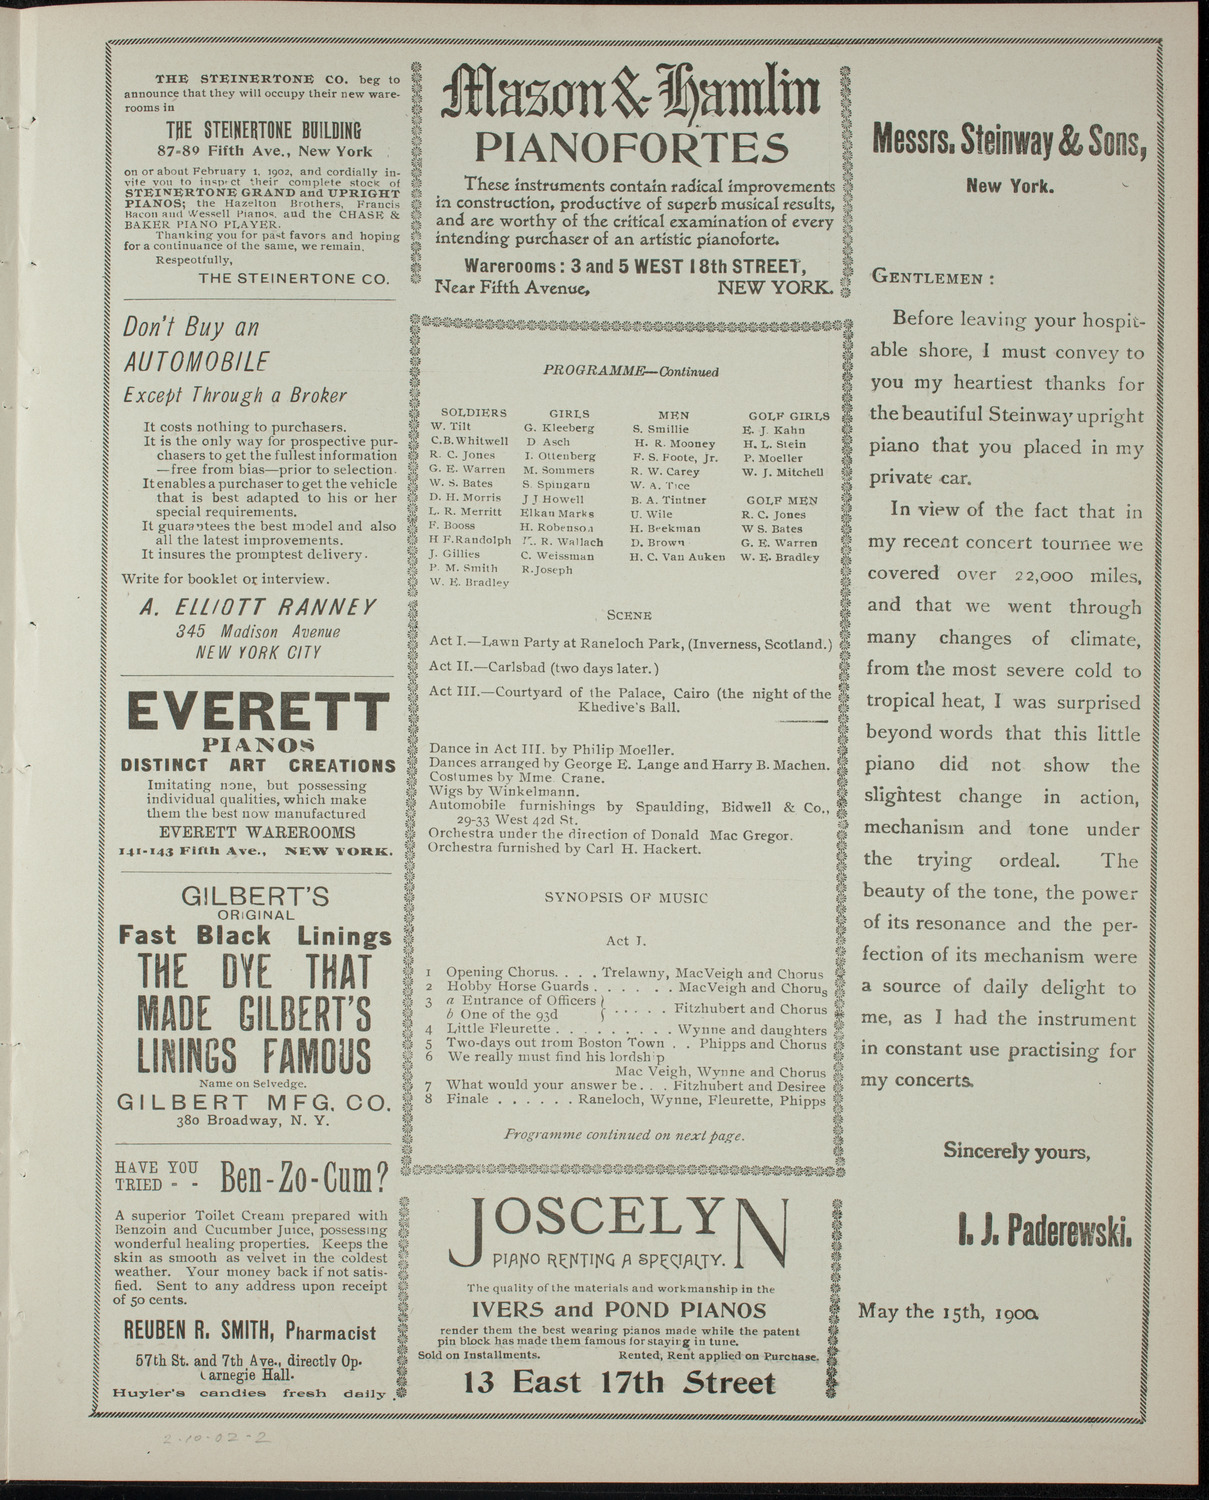 THE STEINERTONE CO. beg to
announce that they will occupy their new ware-
rooms in
THE STEINERTONE BUILDING
87-89 Fifth Ave., New York
on or about February 1, 1902, and cordially in-
vite you to inspect their complete stock of
STEINERTONE GRAND and UPRIGHT
PIANOS; the Hazelton Brothers, Francis
Bacon and Wessell Pianos, and the CHASE &
BAKER PIANO PLAYER.
Thanking you for past favors and hoping
for a continuance of the same, we remain,
Respeotfully,
THE STEINERTONE CO.
Don't Buy an
AUTOMOBILE
Except Through a Broker
It costs nothing to purchasers.
It is the only way for prospective pur-
chasers to get the fullest information
—free from bias—prior to selection.
It enables a purchaser to get the vehicle
that is best adapted to his or her
special requirements.
It guarantees the best model and also
all the latest improvements.
It insures the promptest delivery.
Write for booklet or interview.
A. ELLIOTT RANNEY
345 Madison Avenue
NEW YORK CITY
EVERETT
PIANOS
DISTINCT ART CREATIONS
Imitating none, but possessing
individual qualities, which make
them the best now manufactured
EVERETT WAREROOMS
141-143 Fifth Ave., NEW YORK.
GILBERT'S
ORIGINAL
Fast Black Linings
THE DYE THAT
MADE GILBERT'S
LININGS FAMOUS
Name on Selvedge.
GILBERT MFG. CO.
380 Broadway, N. Y.
HAVE YOU
TRIED - - Ben-Zo-Cum?
A superior Toilet Cream prepared with
Benzoin and Cucumber Juice, possessing
wonderful healing properties. Keeps the
skin as smooth as velvet in the coldest
weather. Your money back if not satis-
fied. Sent to any address upon receipt
of 50 cents.
REUBEN R. SMITH, Pharmacist
57th St. and 7th Ave., directly Op.
Carnegie Hall.
Huyler's candies fresh daily
2-10-02-2
Mason & Hamlin
PIANOFORTES
These instruments contain radical improvements
in construction, productive of superb musical results,
and are worthy of the critical examination of every
intending purchaser of an artistic pianoforte.
Warerooms: 3 and 5 WEST 18th STREET,
Near Fifth Avenue, NEW YORK.
PROGRAMME—Continued
SOLDIERS
W. Tilt
C.B.Whitwell
R. C. Jones
G. E. Warren
W. S. Bates
D. H. Morris
L. R. Merritt
F. Booss
H F.Randolph
J. Gillies
P. M. Smith
W. E. Bradley
GIRLS
G. Kleeberg
D Asch
I. Ottenberg
M. Sommers
S. Spingarn
J J Howell
Elkan Marks
H. Robenson
R. Wallach
C. Weissman
R.Joseph
MEN
S. Smillie
H. R. Mooney
F. S. Foote, Jr.
R. W. Carey
W. A. Tice
B. A. Tintner
U. Wile
H. Beekman
D. Brown
H. C. Van Auken
GOLF GIRLS
E. J. Kahn
H. L. Stein
P. Moeller
W. J. Mitchell
GOLF MEN
R. C. Jones
W S. Bates
G. E. Warren
W. E. Bradley
SCENE
Act I.—Lawn Party at Raneloch Park, (Inverness, Scotland.)
Act II.—Carlsbad (two days later.)
Act III.—Courtyard of the Palace, Cairo (the night of the
Khedive's Ball.
Dance in Act III. by Philip Moeller.
Dances arranged by George E. Lange and Harry B. Machen.
Costumes by Mme Crane.
Wigs by Winkelmann.
Automobile furnishings by Spaulding, Bidwell & Co.,
29-33 West 42d St.
Orchestra under the direction of Donald Mac Gregor.
Orchestra furnished by Carl H. Hackert.
SYNOPSIS OF MUSIC
Act I.
1 Opening Chorus. . . . Trelawny, MacVeigh and Chorus
2 Hobby Horse Guards . . . . . . MacVeigh and Chorus
3 a Entrance of Officers
b One of the 93d } . . . . . Fitzhubert and Chorus
4 Little Fleurette . . . . . . . . . Wynne and daughters
5 Two-days out from Boston Town . . Phipps and Chorus
6 We really must find his lordship
Mac Veigh, Wynne and Chorus
7 What would your answer be. . . Fitzhubert and Desiree
8 Finale . . . . . . Raneloch, Wynne, Fleurette, Phipps
Programme continued on next page.
JOSCELYN
PIANO RENTING A SPECIALTY.
The quality of the materials and workmanship in the
IVERS and POND PIANOS
render them the best wearing pianos made while the patent
pin block has made them famous for staying in tune.
Sold on Installments. Rented, Rent applied on Purchase.
13 East 17th Street
Messrs. Steinway & Sons,
New York.
GENTLEMEN :
Before leaving your hospit-
able shore, I must convey to
you my heartiest thanks for
the beautiful Steinway upright
piano that you placed in my
private car.
In view of the fact that in
my recent concert tournee we
covered over 22,000 miles,
and that we went through
many changes of climate,
from the most severe cold to
tropical heat, I was surprised
beyond words that this little
piano did not show the
slightest change in action,
mechanism and tone under
the trying ordeal. The
beauty of the tone, the power
of its resonance and the per-
fection of its mechanism were
a source of daily delight to
me, as I had the instrument
in constant use practising for
my concerts.
Sincerely yours,
I. J. Paderewski.
May the 15th, 1900.